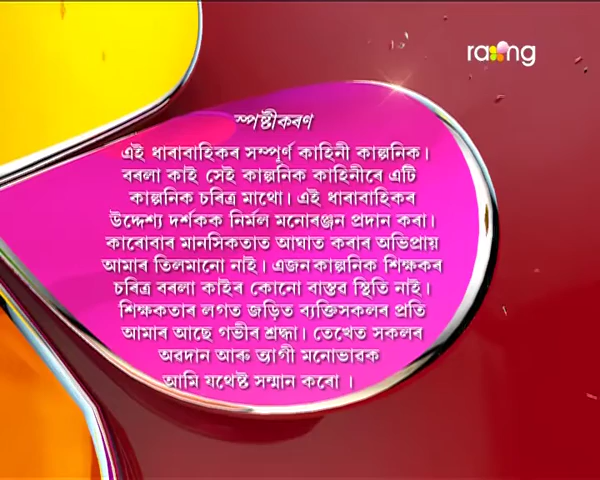 rang
স্পষ্টীকৰণ
এই ধাৰাবাহিকৰ সম্পূৰ্ণ কাহিনী কাল্পনিক।
বৰলা কাই সেই কাল্পনিক কাহিনীৰে এটি
কাল্পনিক চৰিত্ৰ মাথো। এই ধাৰাবাহিকৰ
উদ্দেশ্য দৰ্শকক নিৰ্মল মনোৰঞ্জন প্ৰদান কৰা।
কাৰোবাৰ মানসিকতাত আঘাত কৰাৰ অভিপ্ৰায়
আমাৰ তিলমানো নাই। এজন কাল্পনিক শিক্ষকৰ
চৰিত্ৰ বৰলা কাইৰ কোনো বাস্তৱ স্থিতি নাই।
শিক্ষকতাৰ লগত জড়িত ব্যক্তিসকলৰ প্ৰতি
আমাৰ আছে গভীৰ শ্ৰদ্ধা। তেখেত সকলৰ
অৱদান আৰু ত্যাগী মনোভাৱক
আমি যথেষ্ট সন্মান কৰো ।